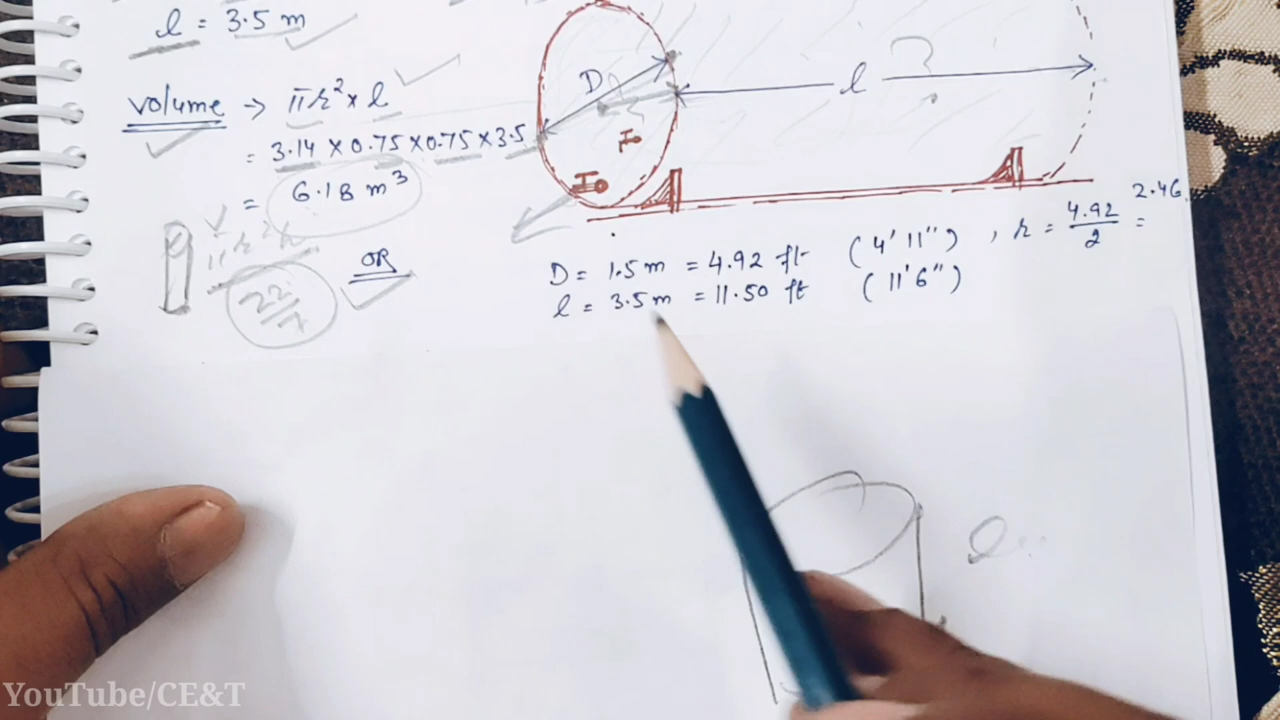 l = 3.5 m
volume → πr² × l
= 3.14 × 0.75 × 0.75 × 3.5
= 6.18 m³
πr²h
22/7
OR
D
l
D = 1.5 m = 4.92 ft (4' 11") , r = 4.92/2 = 2.46
l = 3.5 m = 11.50 ft (11' 6")
YouTube/CE&T